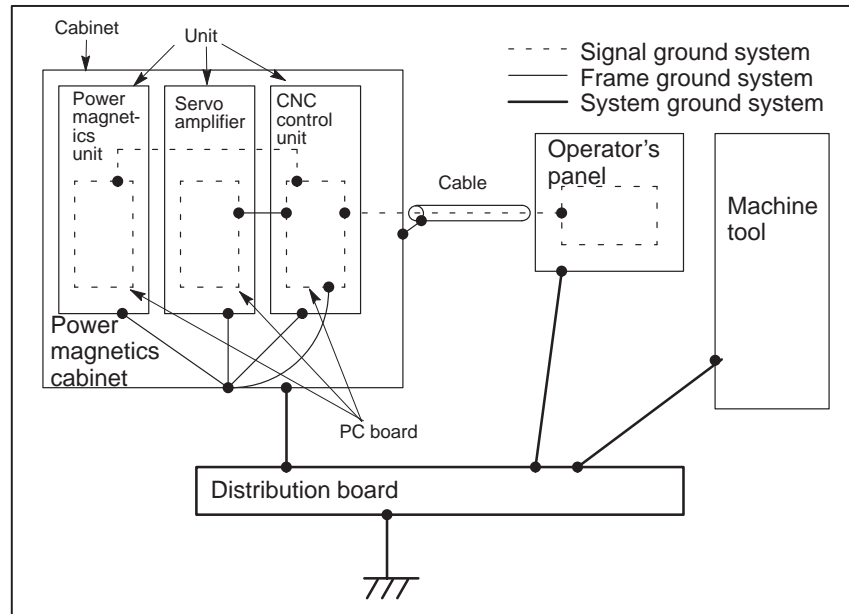 Cabinet
Unit
Signal ground system
Frame ground system
System ground system
Power
magnet-
ics
unit
Servo
amplifier
CNC
control
unit
Operator's
panel
Cable
Machine
tool
Power
magnetics
cabinet
PC board
Distribution board